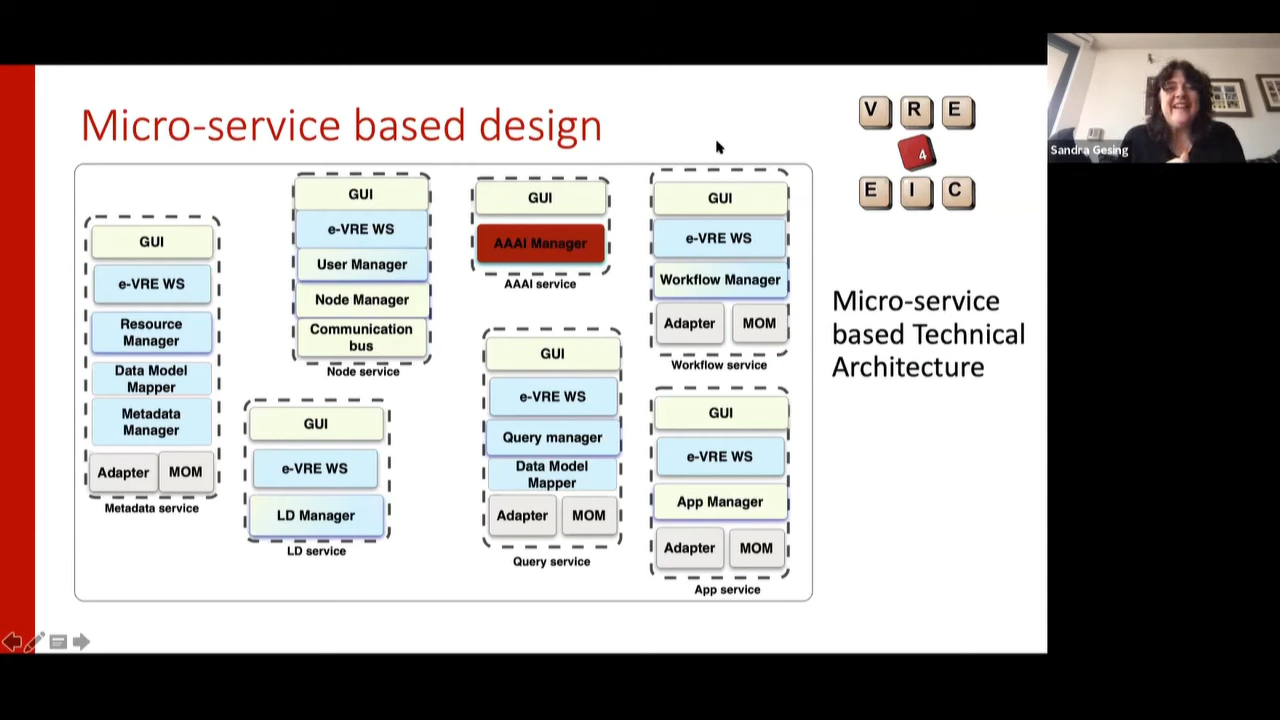 Micro-service based design
V R E
4
E I C
Sandra Gesing
GUI
e-VRE WS
Resource
Manager
Data Model
Mapper
Metadata
Manager
Adapter MOM
Metadata service
GUI
e-VRE WS
User Manager
Node Manager
Communication
bus
Node service
GUI
e-VRE WS
LD Manager
LD service
GUI
AAAI Manager
AAAI service
GUI
e-VRE WS
Query manager
Data Model
Mapper
Adapter MOM
Query service
GUI
e-VRE WS
Workflow Manager
Adapter MOM
Workflow service
GUI
e-VRE WS
App Manager
Adapter MOM
App service
Micro-service
based Technical
Architecture